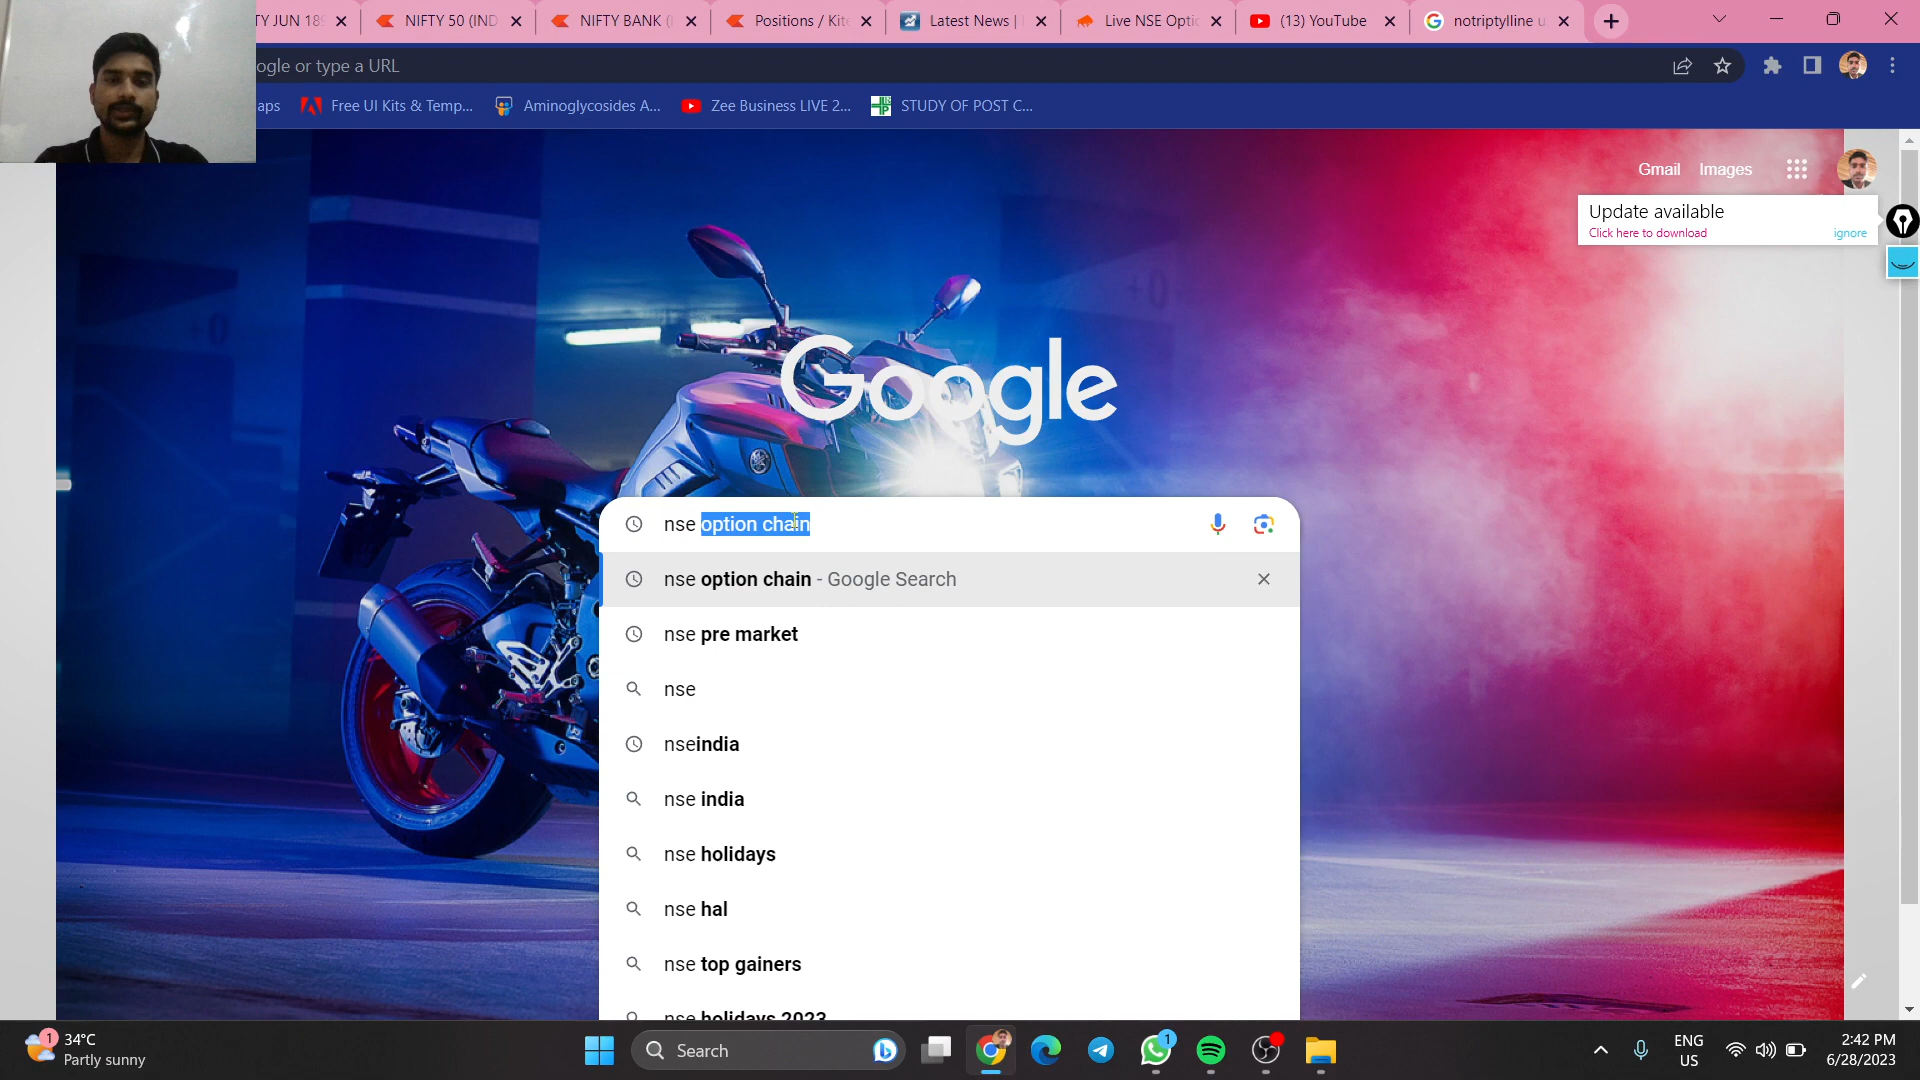 TY JUN 189
NIFTY 50 (IND
NIFTY BANK (I
Positions / Kite
Latest News |
Live NSE Optic
(13) YouTube
notriptylline u
ogle or type a URL
aps
Free UI Kits & Temp...
Aminoglycosides A...
Zee Business LIVE 2...
STUDY OF POST C...
Gmail Images
Update available
Click here to download ignore
Google
nse option chain
nse option chain - Google Search
nse pre market
nse
nseindia
nse india
nse holidays
nse hal
nse top gainers
nse holidays 2023
1
34°C
Partly sunny
Search
1
ENG
US
2:42 PM
6/28/2023